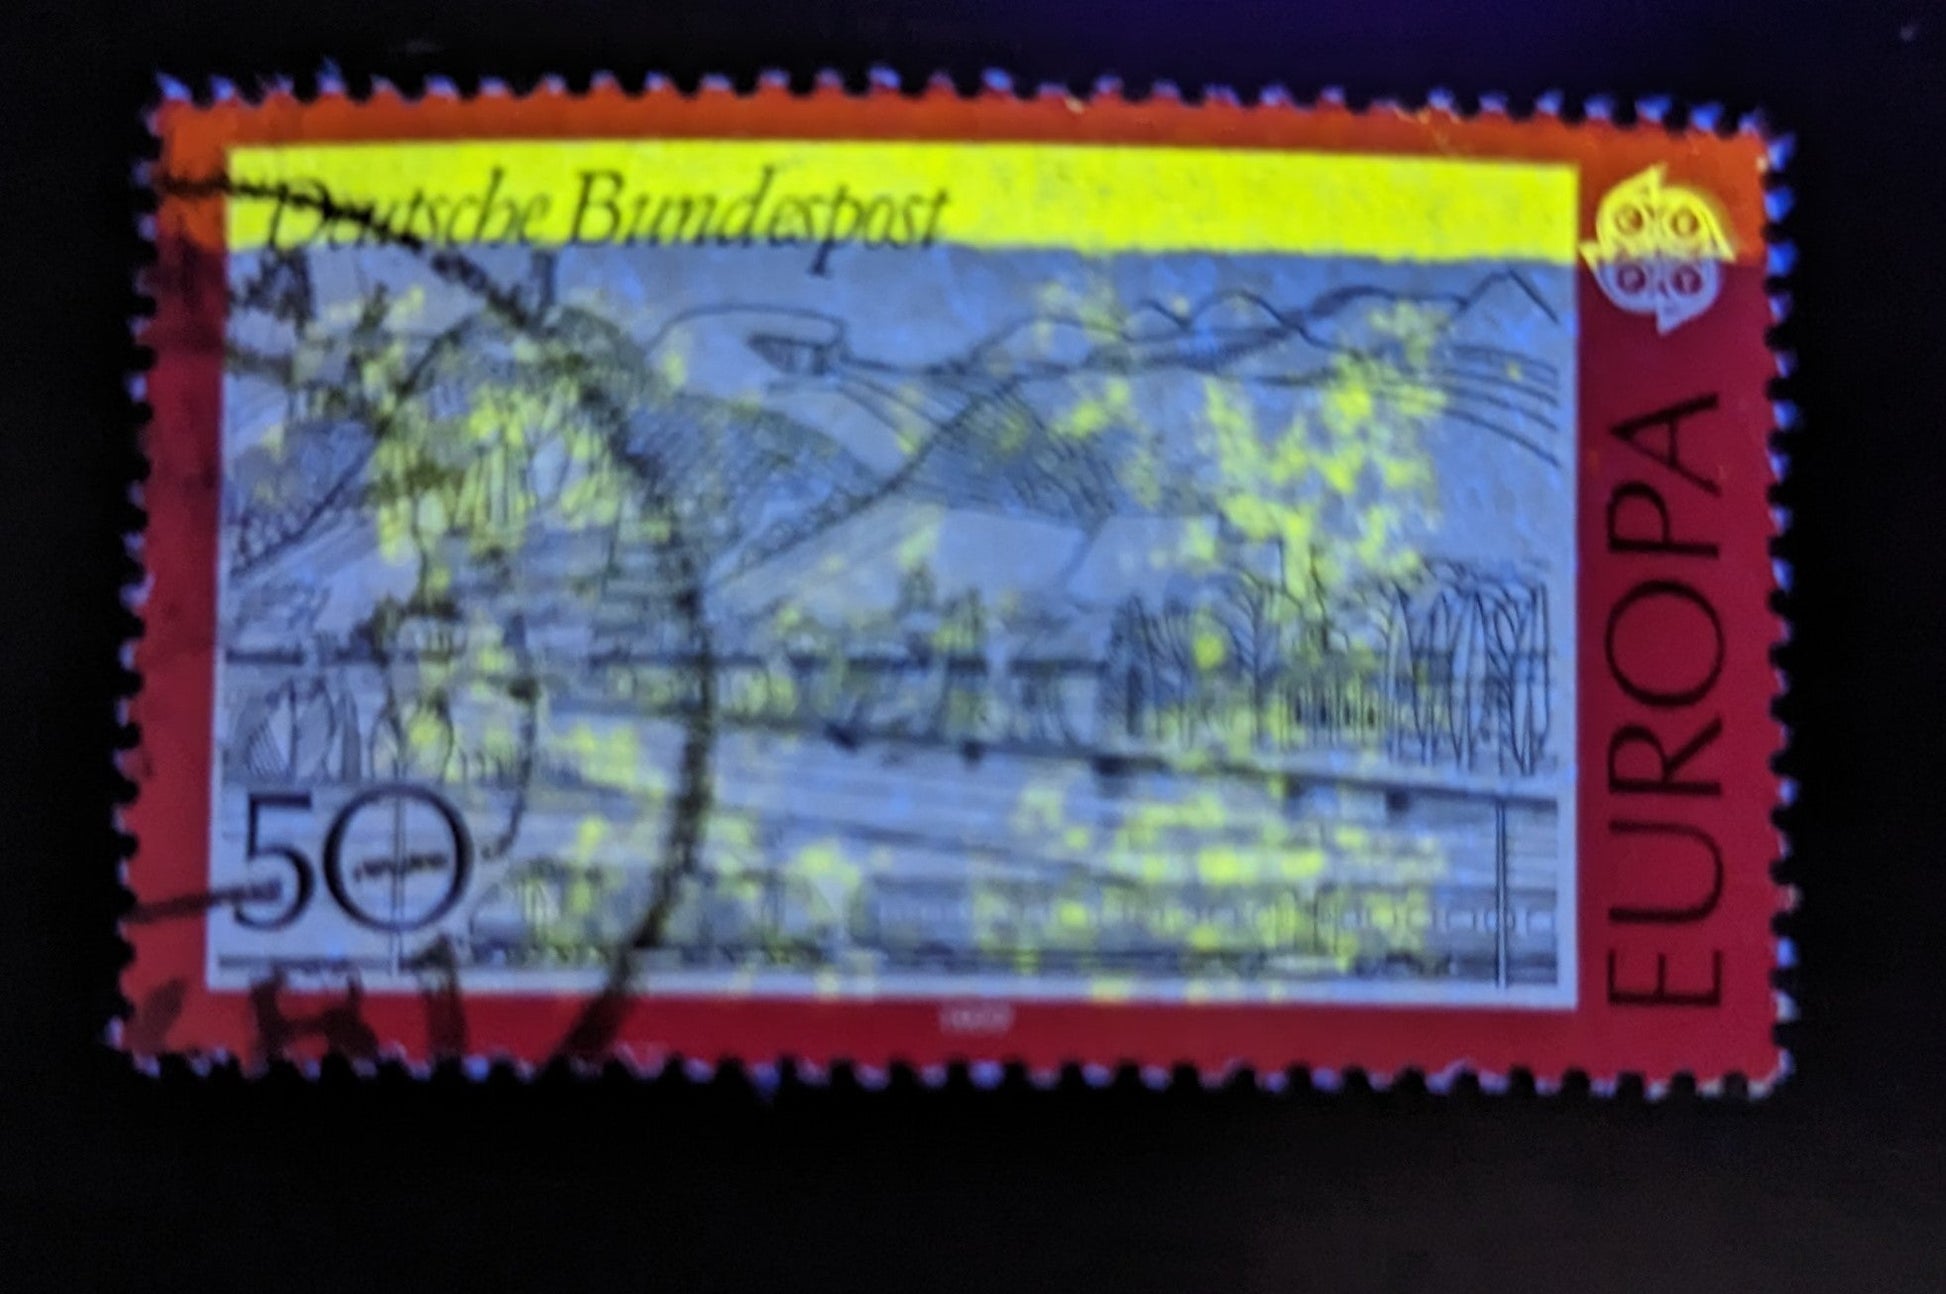 Deutsche Bundespost
EUROPA
50